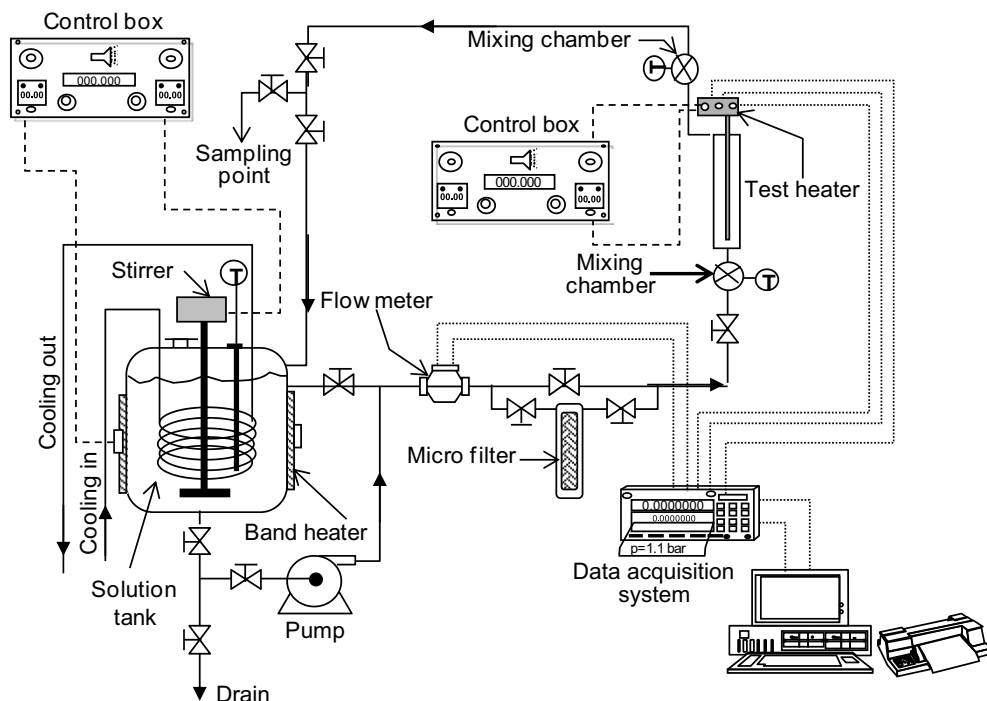 Control box
000.000
00.00
00.00
Mixing chamber
T
Sampling
point
Control box
000.000
00.00
00.00
Test heater
Mixing
chamber
T
T
Stirrer
Flow meter
Cooling out
Cooling in
Micro filter
Band heater
Solution
tank
Pump
Drain
0.0000000
0.0000000
p=1.1 bar
Data acquisition
system